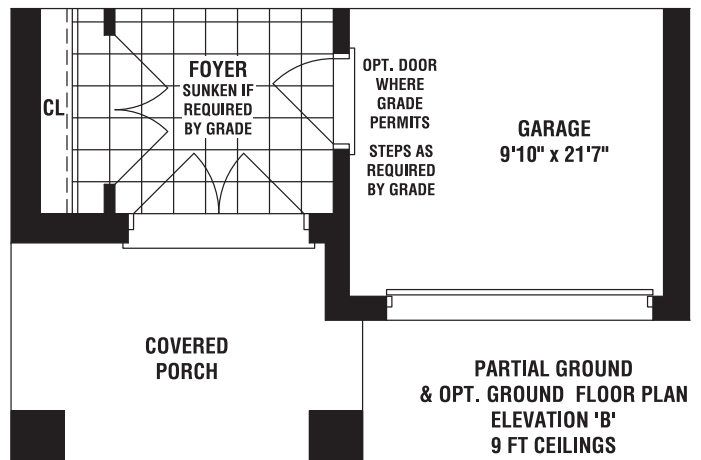 FOYER
SUNKEN IF
REQUIRED
BY GRADE
CL
OPT. DOOR
WHERE
GRADE
PERMITS
STEPS AS
REQUIRED
BY GRADE
GARAGE
9'10" x 21'7"
COVERED
PORCH
PARTIAL GROUND
& OPT. GROUND FLOOR PLAN
ELEVATION 'B'
9 FT CEILINGS